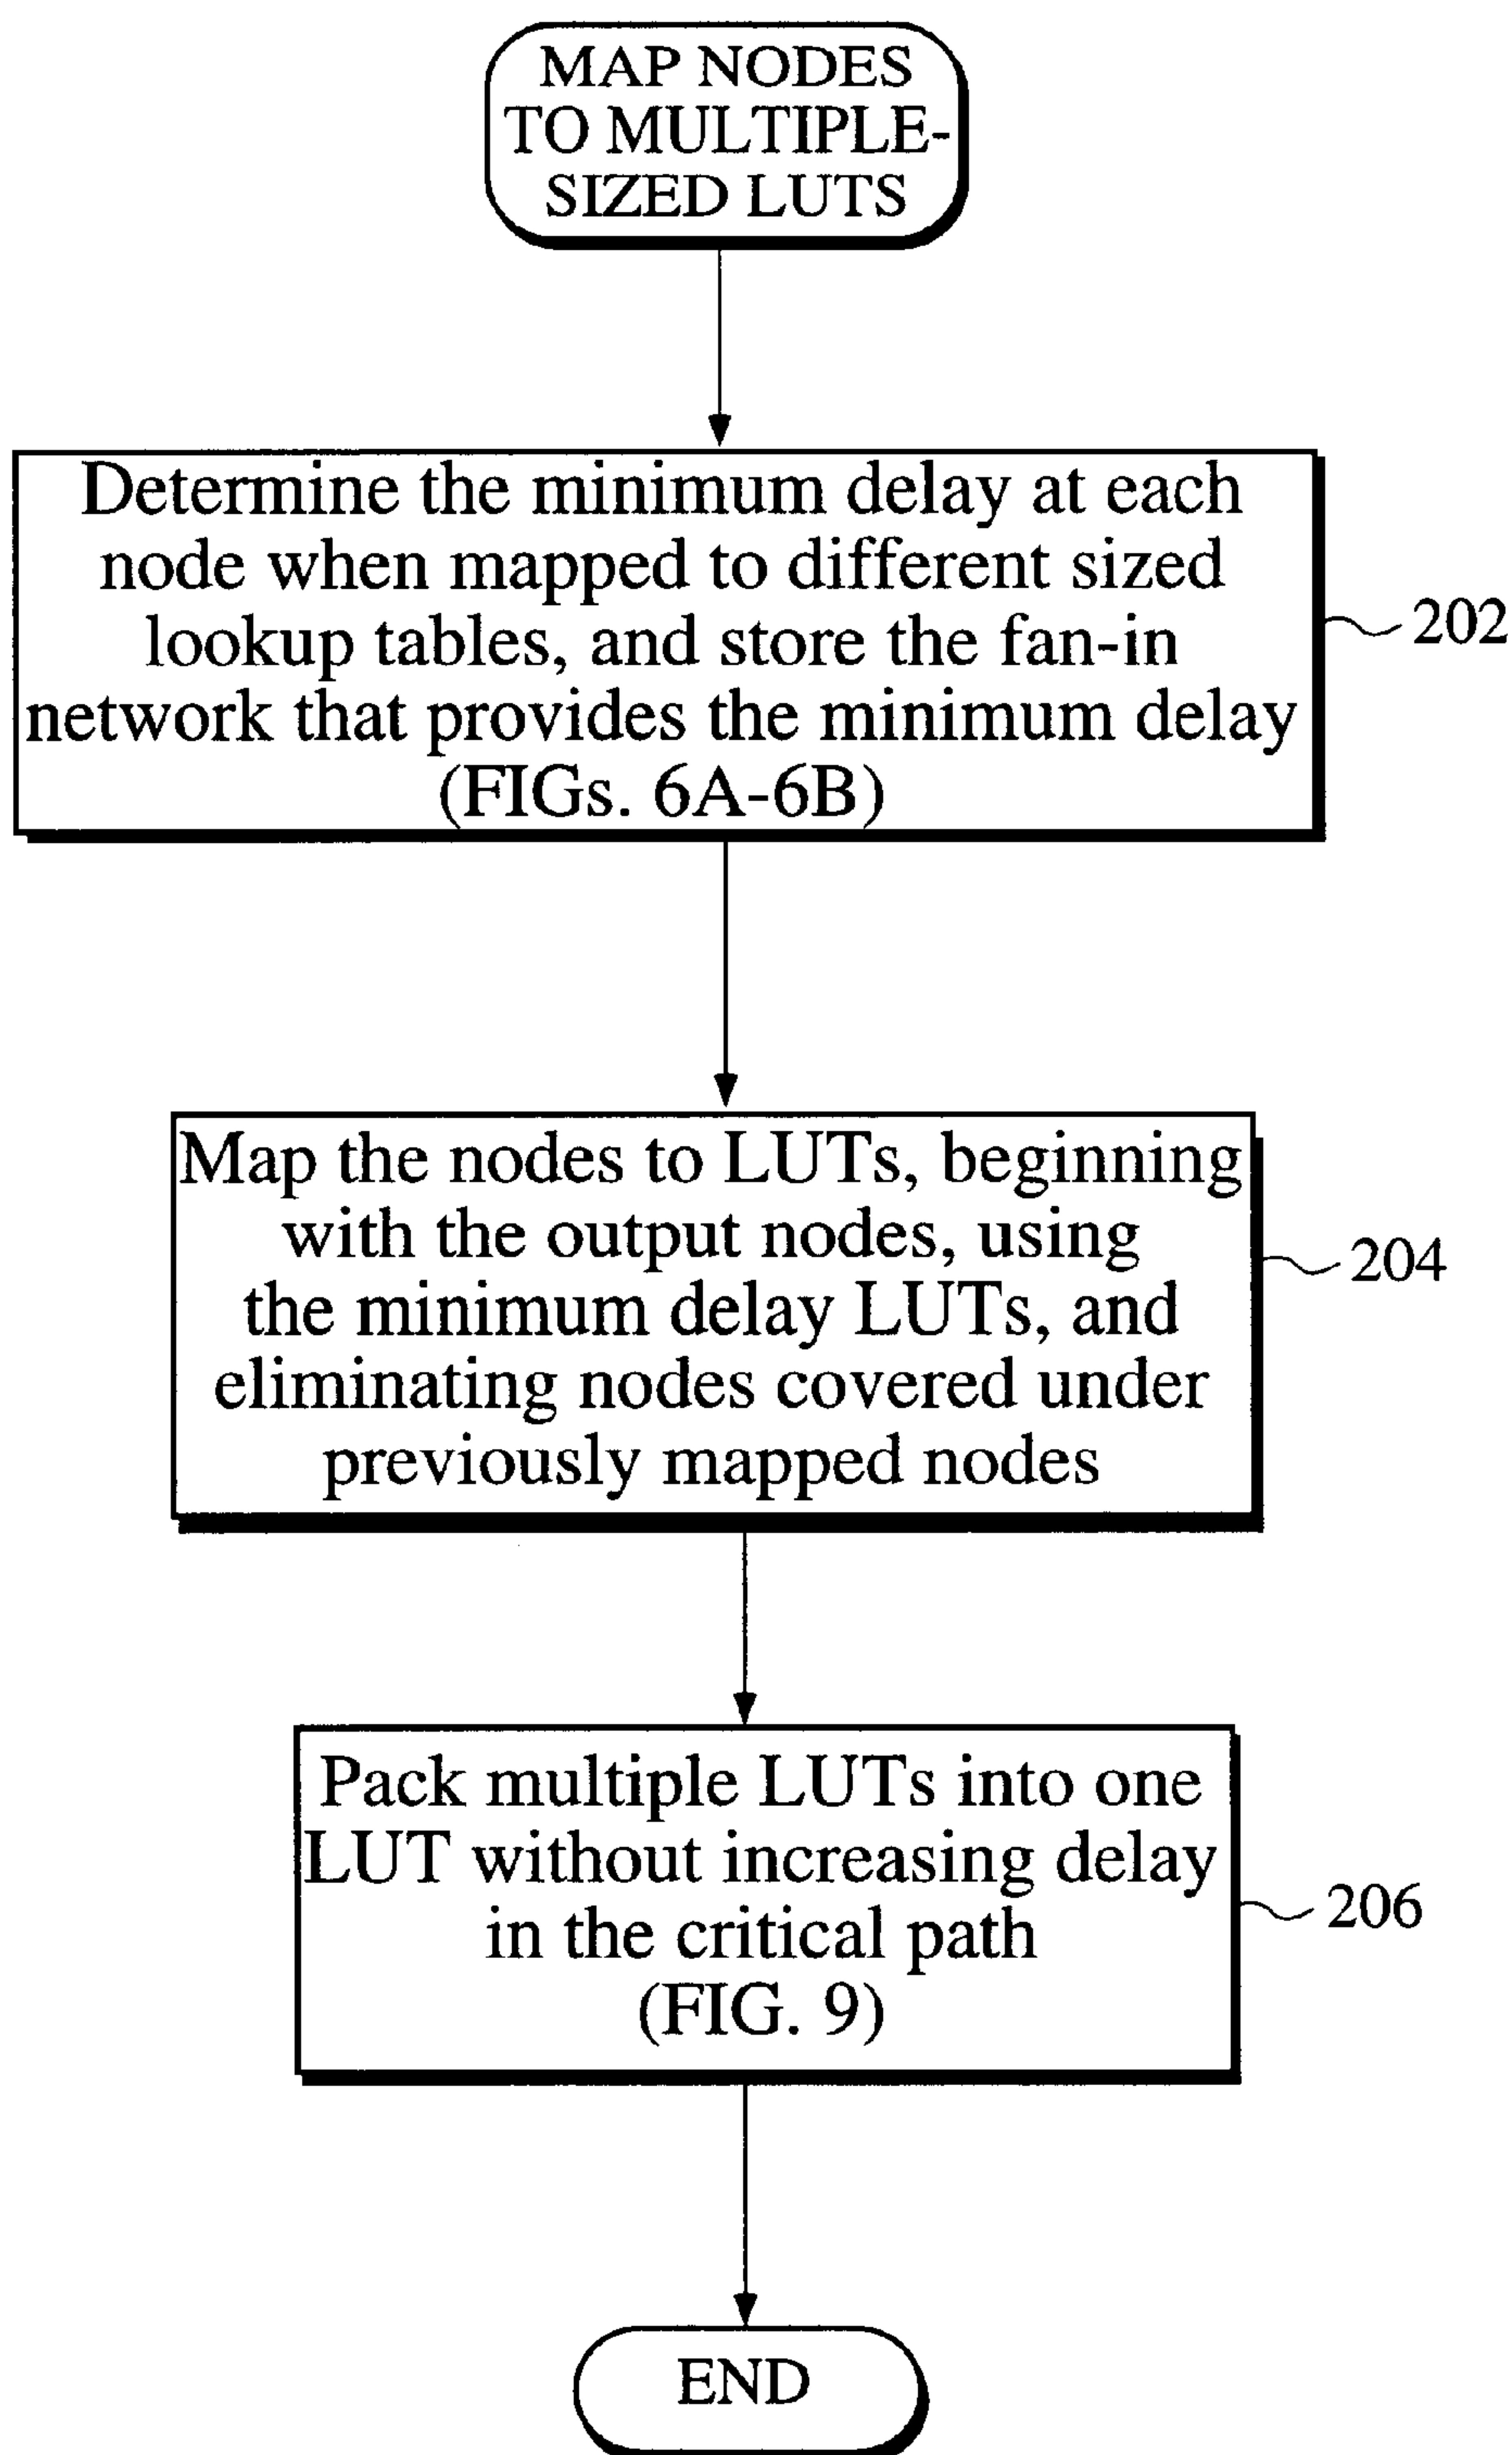 MAP NODES
TO MULTIPLE-
SIZED LUTS
Determine the minimum delay at each
node when mapped to different sized
lookup tables, and store the fan-in
network that provides the minimum delay
(FIGs. 6A-6B)
202
Map the nodes to LUTs, beginning
with the output nodes, using
the minimum delay LUTs, and
eliminating nodes covered under
previously mapped nodes
204
Pack multiple LUTs into one
LUT without increasing delay
in the critical path
(FIG. 9)
206
END